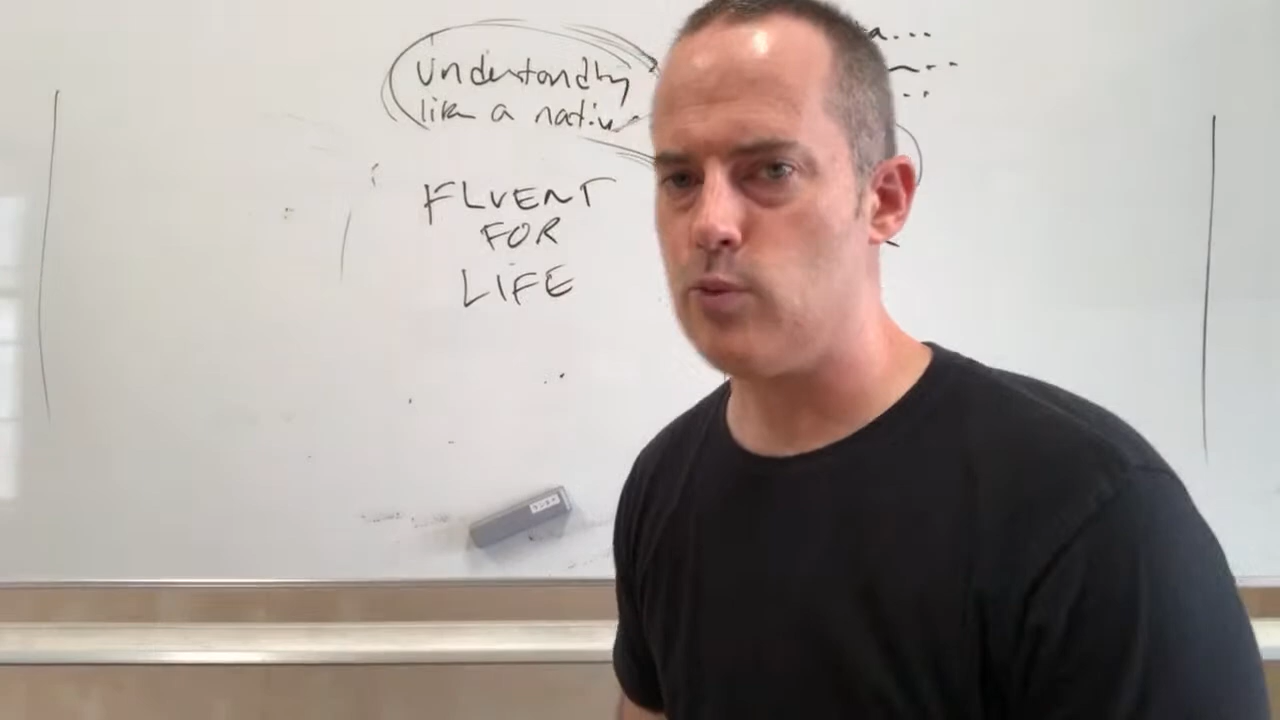 Understanding
like a native
a...
FLUENT
FOR
LIFE